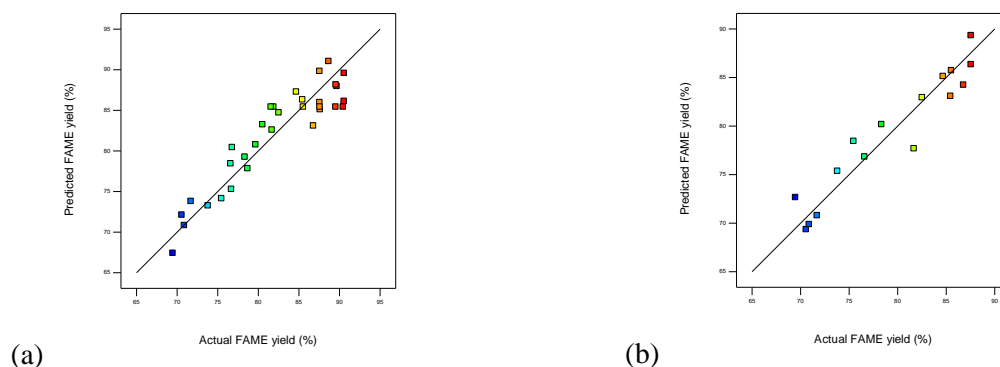 95
90
85
80
75
70
65
Predicted FAME yield (%)
65 70 75 80 85 90 95
Actual FAME yield (%)
(a)
90
85
80
75
70
65
Predicted FAME yield (%)
65 70 75 80 85 90
Actual FAME yield (%)
(b)